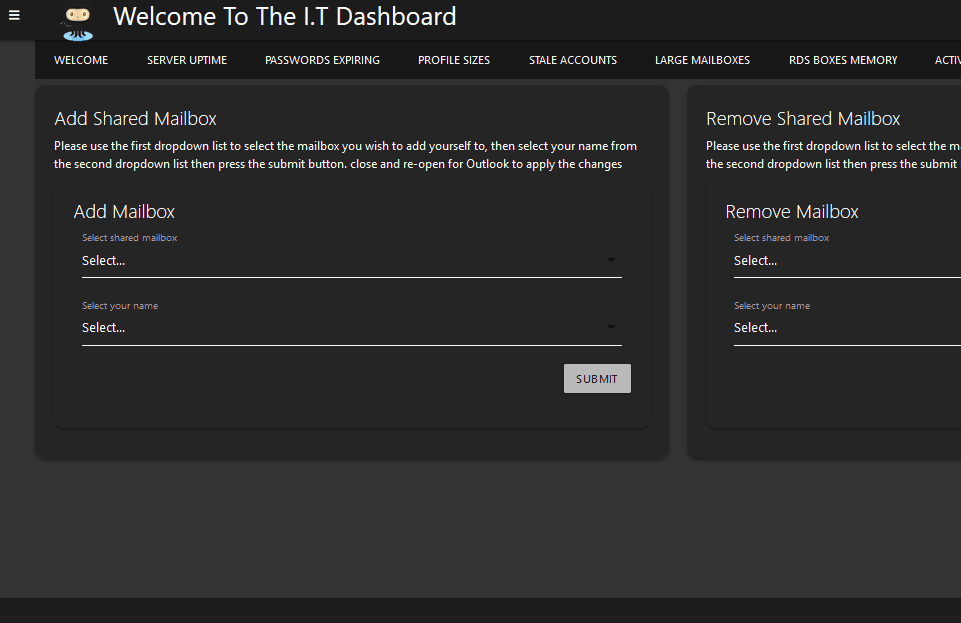 Welcome To The I.T Dashboard
WELCOME SERVER UPTIME PASSWORDS EXPIRING PROFILE SIZES STALE ACCOUNTS LARGE MAILBOXES RDS BOXES MEMORY ACTIV
Add Shared Mailbox
Please use the first dropdown list to select the mailbox you wish to add yourself to, then select your name from
the second dropdown list then press the submit button. close and re-open for Outlook to apply the changes
Add Mailbox
Select shared mailbox
Select...
Select your name
Select...
SUBMIT
Remove Shared Mailbox
Please use the first dropdown list to select the m
the second dropdown list then press the submit
Remove Mailbox
Select shared mailbox
Select...
Select your name
Select...